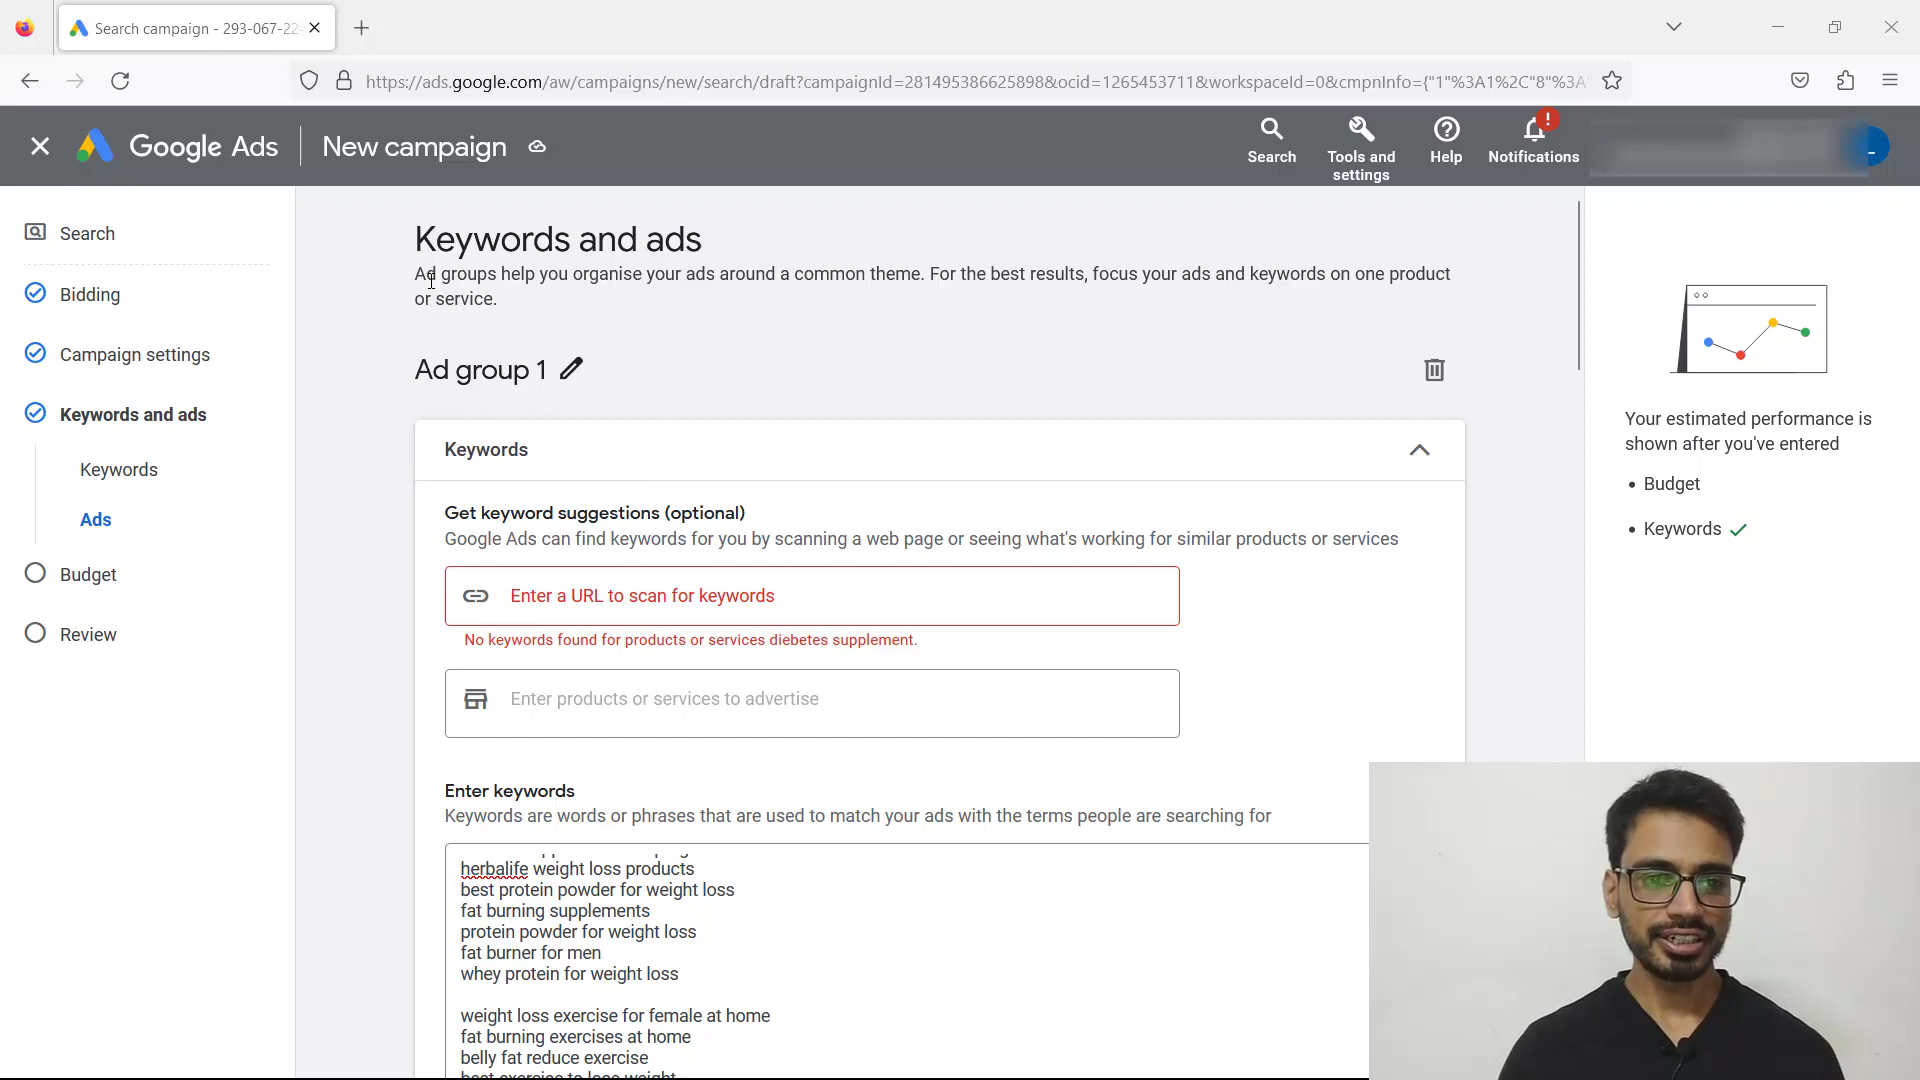 Search campaign - 293-067-22
https://ads.google.com/aw/campaigns/new/search/draft?campaignId=281495386625898&ocid=1265453711&workspaceId=0&cmpnInfo={"1"%3A1%2C"8"%3A
Google Ads
New campaign
Search
Tools and settings
Help
Notifications
Search
Bidding
Campaign settings
Keywords and ads
Keywords
Ads
Budget
Review
Keywords and ads
Ad groups help you organise your ads around a common theme. For the best results, focus your ads and keywords on one product
or service.
Ad group 1
Keywords
Get keyword suggestions (optional)
Google Ads can find keywords for you by scanning a web page or seeing what's working for similar products or services
Enter a URL to scan for keywords
No keywords found for products or services diebetes supplement.
Enter products or services to advertise
Enter keywords
Keywords are words or phrases that are used to match your ads with the terms people are searching for
herbalife weight loss products
best protein powder for weight loss
fat burning supplements
protein powder for weight loss
fat burner for men
whey protein for weight loss
weight loss exercise for female at home
fat burning exercises at home
belly fat reduce exercise
best exercise to lose weight
Your estimated performance is
shown after you've entered
• Budget
• Keywords